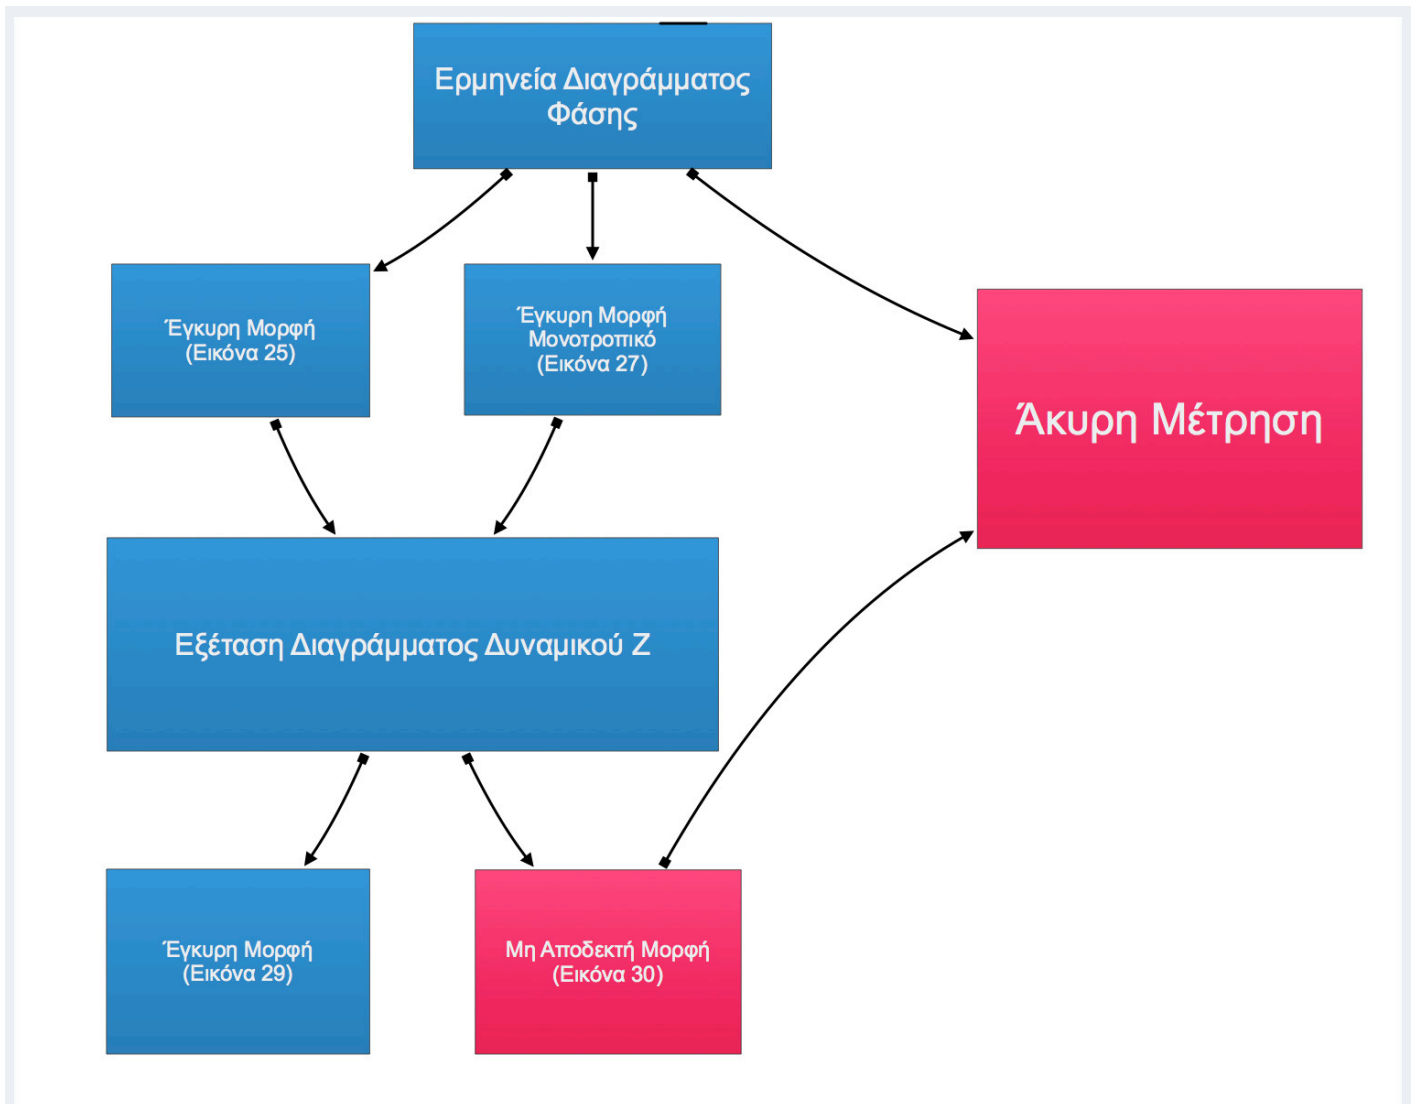 Ερμηνεία Διαγράμματος
Φάσης
Έγκυρη Μορφή
(Εικόνα 25)
Έγκυρη Μορφή
Μονοτροπικό
(Εικόνα 27)
Άκυρη Μέτρηση
Εξέταση Διαγράμματος Δυναμικού Ζ
Έγκυρη Μορφή
(Εικόνα 29)
Μη Αποδεκτή Μορφή
(Εικόνα 30)